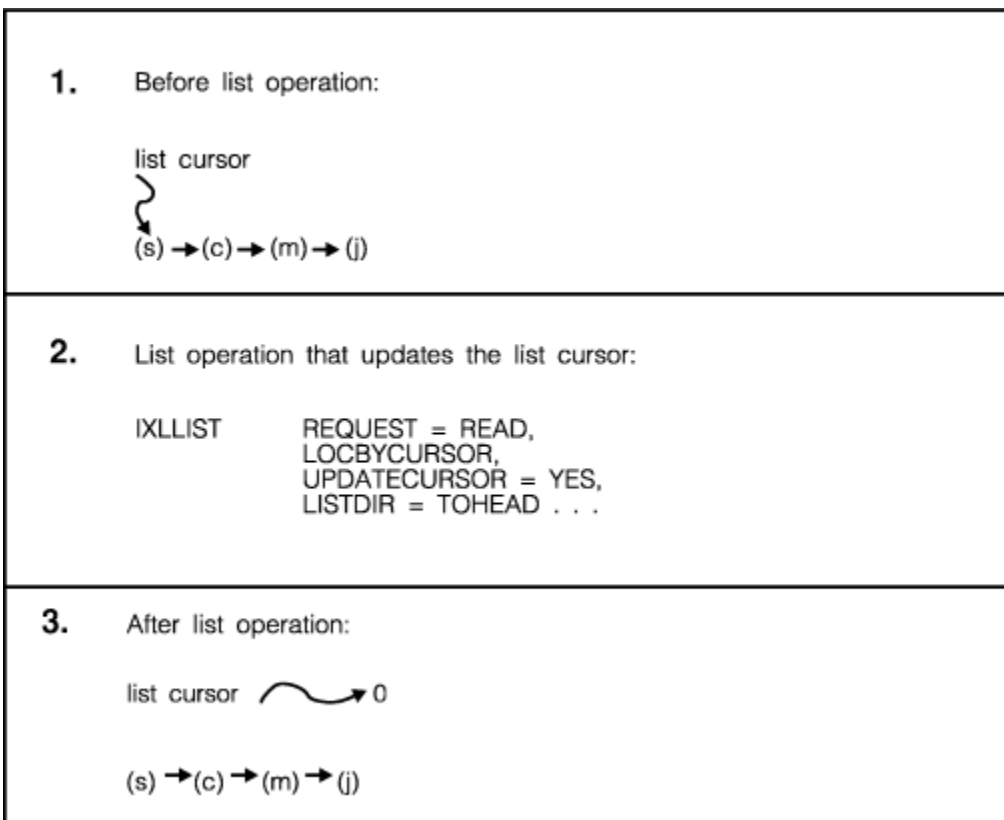 1. Before list operation:
list cursor
(s) → (c) → (m) → (j)
2. List operation that updates the list cursor:
IXLLIST REQUEST = READ,
LOCBYCURSOR,
UPDATECURSOR = YES,
LISTDIR = TOHEAD . . .
3. After list operation:
list cursor 0
(s) → (c) → (m) → (j)